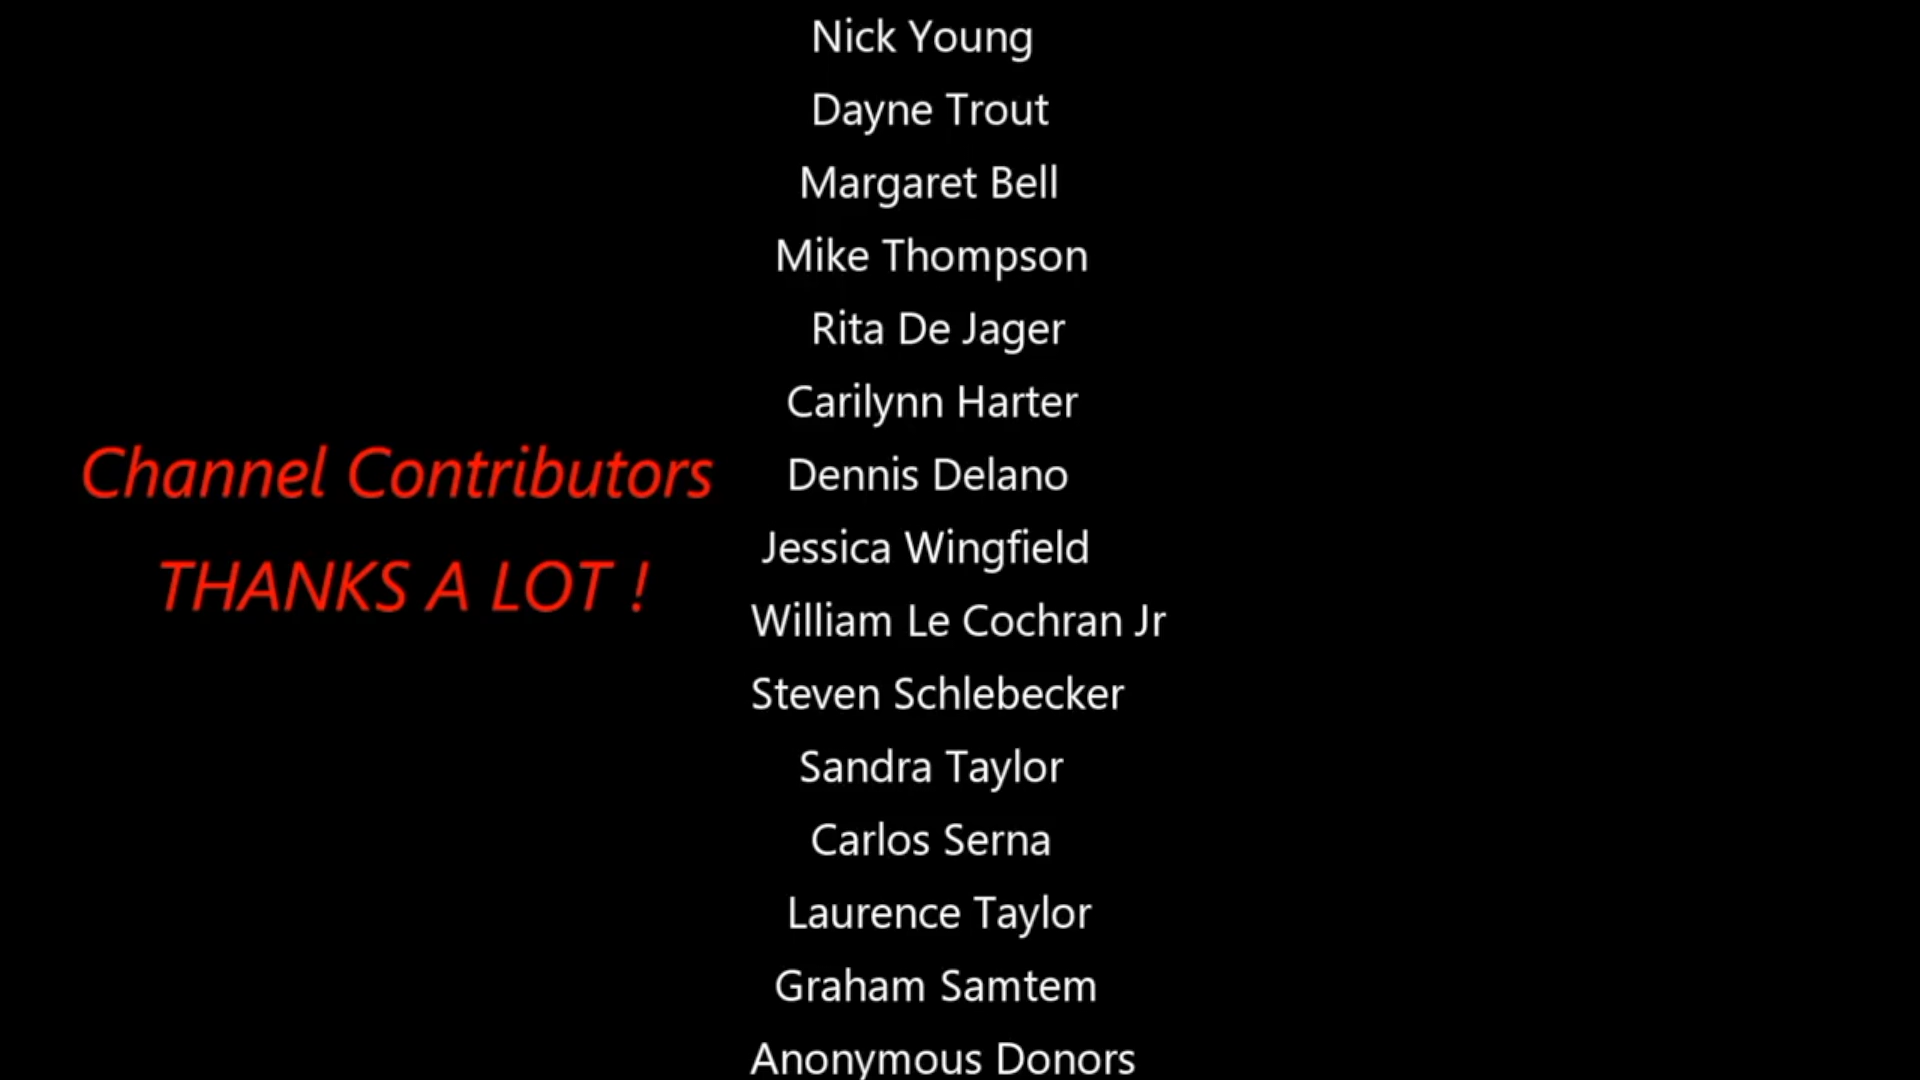 Channel Contributors
THANKS A LOT !
Nick Young
Dayne Trout
Margaret Bell
Mike Thompson
Rita De Jager
Carilynn Harter
Dennis Delano
Jessica Wingfield
William Le Cochran Jr
Steven Schlebecker
Sandra Taylor
Carlos Serna
Laurence Taylor
Graham Samtem
Anonymous Donors